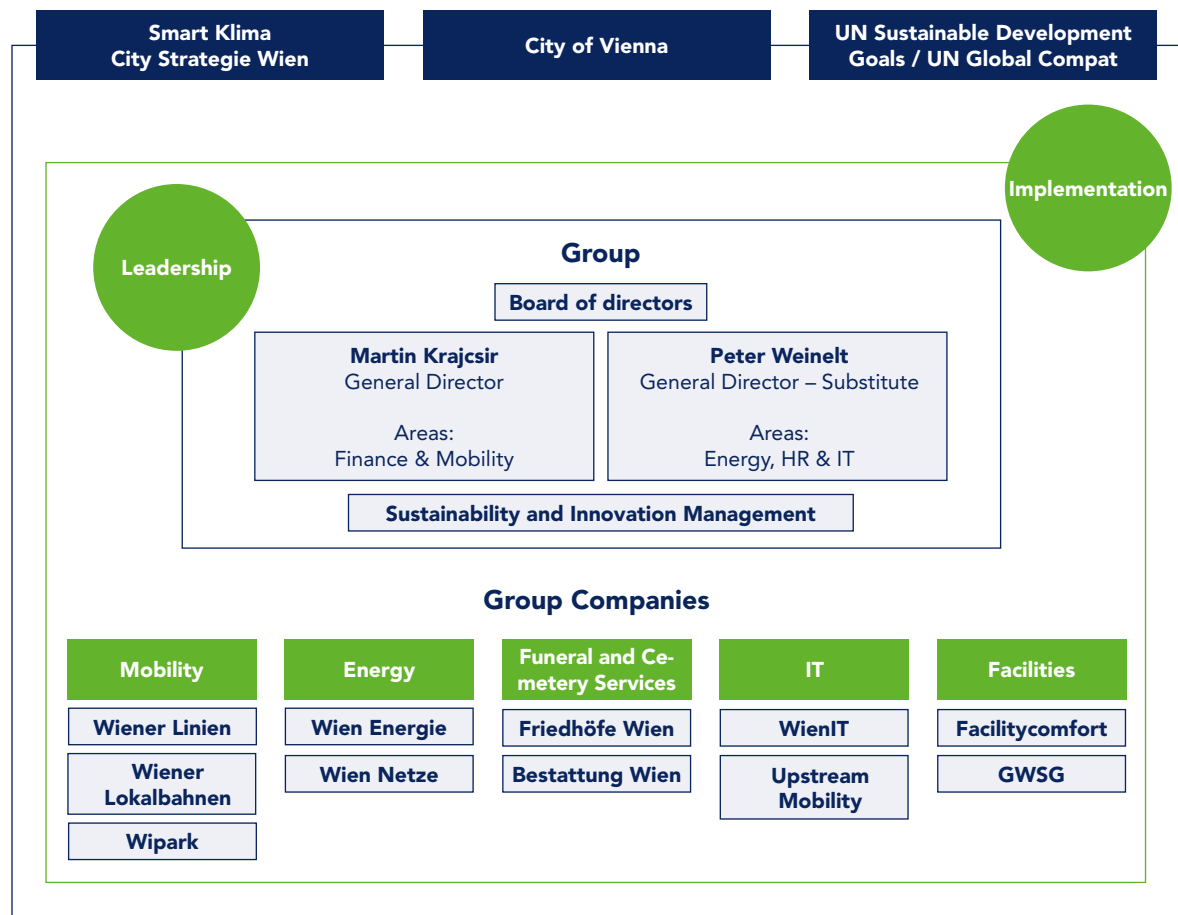 Smart Klima
City Strategie Wien
City of Vienna
UN Sustainable Development
Goals / UN Global Compat
Implementation
Leadership
Group
Board of directors
Martin Krajcsir
General Director
Areas:
Finance & Mobility
Peter Weinelt
General Director – Substitute
Areas:
Energy, HR & IT
Sustainability and Innovation Management
Group Companies
Mobility
Wiener Linien
Wiener
Lokalbahnen
Wipark
Energy
Wien Energie
Wien Netze
Funeral and Ce-
metery Services
Friedhöfe Wien
Bestattung Wien
IT
WienIT
Upstream
Mobility
Facilities
Facilitycomfort
GWSG